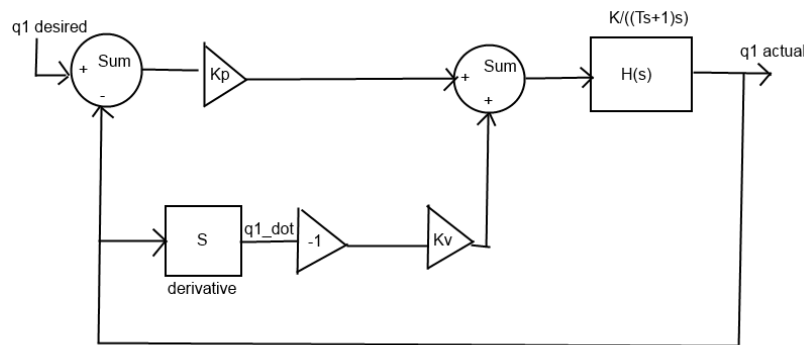 K/((Ts+1)s)
q1 desired
Sum
+
-
Kp
+
Sum
+
H(s)
q1 actual
S
q1_dot
-1
Kv
derivative